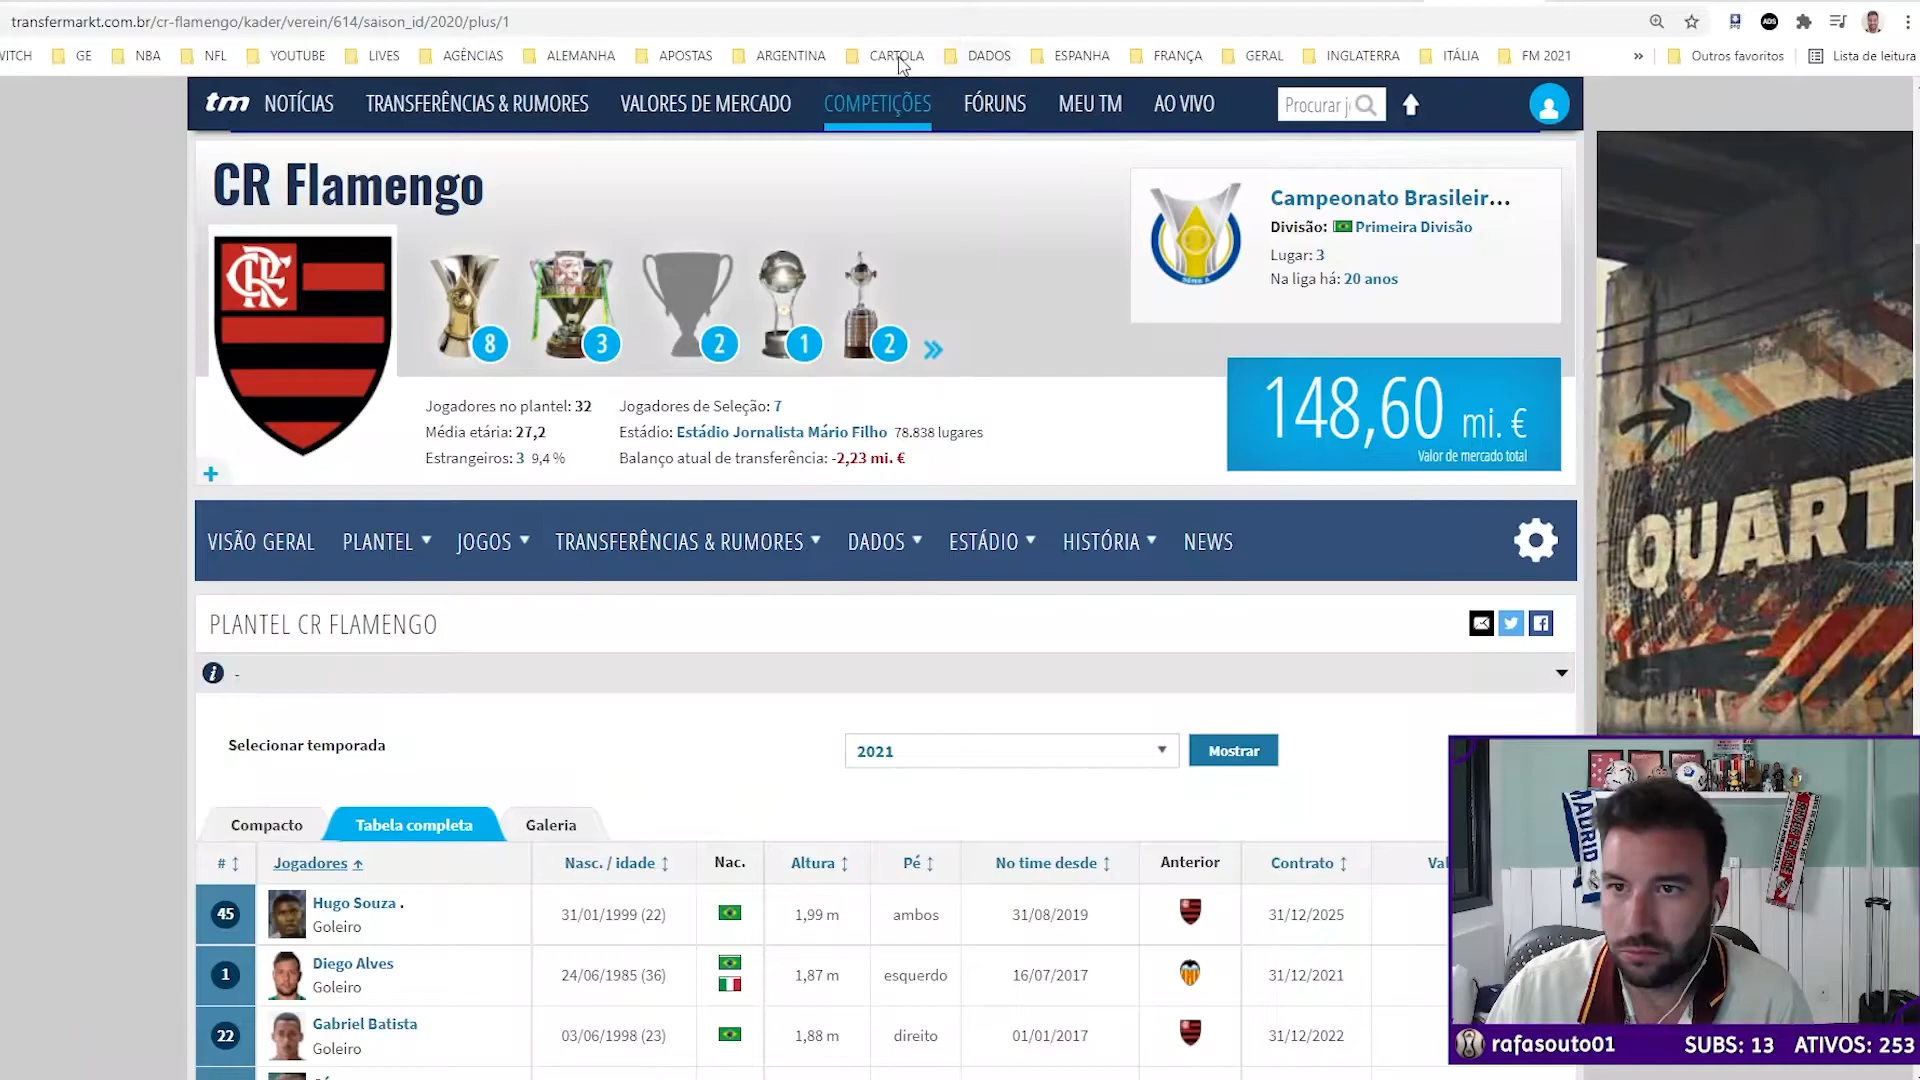 transfermarkt.com.br/cr-flamengo/kader/verein/614/saison_id/2020/plus/1
WITCH GE NBA NFL YOUTUBE LIVES AGÊNCIAS ALEMANHA APOSTAS ARGENTINA CARTOLA DADOS ESPANHA FRANÇA GERAL INGLATERRA ITÁLIA FM 2021 » Outros favoritos Lista de leitura
tm NOTÍCIAS TRANSFERÊNCIAS & RUMORES VALORES DE MERCADO COMPETIÇÕES FÓRUNS MEU TM AO VIVO Procurar j
CR Flamengo
Campeonato Brasileir...
Divisão: Primeira Divisão
Lugar: 3
Na liga há: 20 anos
8 3 2 1 2 »
148,60 mi. €
Valor de mercado total
Jogadores no plantel: 32 Jogadores de Seleção: 7
Média etária: 27,2 Estádio: Estádio Jornalista Mário Filho 78.838 lugares
Estrangeiros: 3 9,4 % Balanço atual de transferência: -2,23 mi. €
VISÃO GERAL PLANTEL JOGOS TRANSFERÊNCIAS & RUMORES DADOS ESTÁDIO HISTÓRIA NEWS
PLANTEL CR FLAMENGO
-
Selecionar temporada 2021 Mostrar
Compacto Tabela completa Galeria
# Jogadores Nasc. / idade Nac. Altura Pé No time desde Anterior Contrato Val
45 Hugo Souza . 31/01/1999 (22) 1,99 m ambos 31/08/2019 31/12/2025
Goleiro
1 Diego Alves 24/06/1985 (36) 1,87 m esquerdo 16/07/2017 31/12/2021
Goleiro
22 Gabriel Batista 03/06/1998 (23) 1,88 m direito 01/01/2017 31/12/2022
Goleiro
QUART
MADRID
rafasouto01 SUBS: 13 ATIVOS: 253